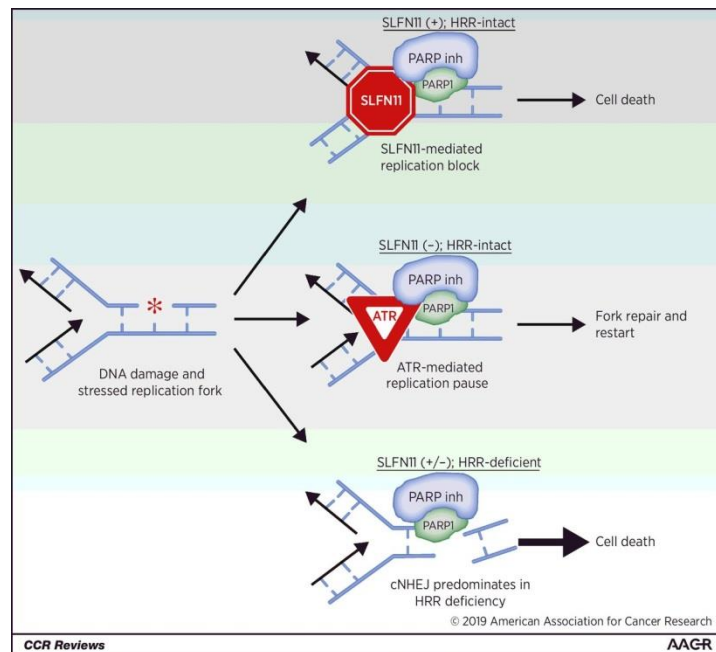 SLFN11 (+); HRR-intact
PARP inh
PARP1
SLFN11
Cell death
SLFN11-mediated
replication block
SLFN11 (–); HRR-intact
PARP inh
PARP1
ATR
Fork repair and
restart
*
DNA damage and
stressed replication fork
ATR-mediated
replication pause
SLFN11 (+/–); HRR-deficient
PARP inh
PARP1
Cell death
cNHEJ predominates in
HRR deficiency
© 2019 American Association for Cancer Research
CCR Reviews
AACR